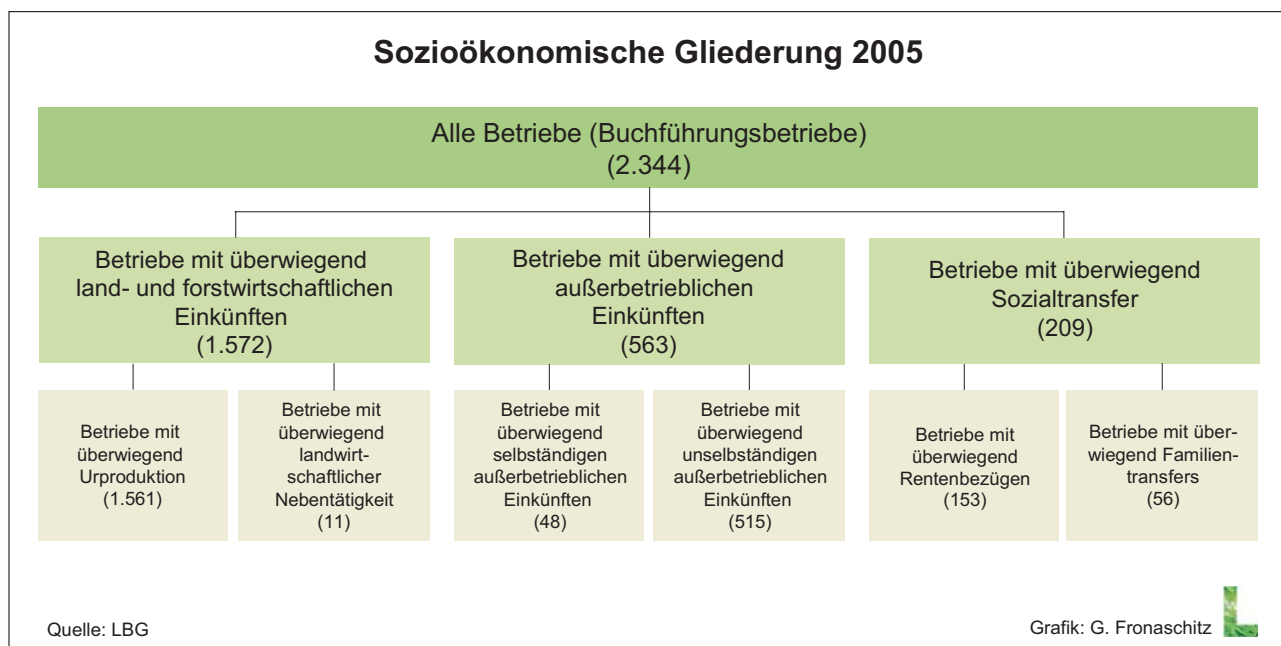 Sozioökonomische Gliederung 2005
Alle Betriebe (Buchführungsbetriebe)
(2.344)
Betriebe mit überwiegend
land- und forstwirtschaftlichen
Einkünften
(1.572)
Betriebe mit überwiegend
außerbetrieblichen
Einkünften
(563)
Betriebe mit überwiegend
Sozialtransfer
(209)
Betriebe mit
überwiegend
Urproduktion
(1.561)
Betriebe mit
überwiegend
landwirt-
schaftlicher
Nebentätigkeit
(11)
Betriebe mit
überwiegend
selbständigen
außerbetrieblichen
Einkünften
(48)
Betriebe mit
überwiegend
unselbständigen
außerbetrieblichen
Einkünften
(515)
Betriebe mit
überwiegend
Rentenbezügen
(153)
Betriebe mit über-
wiegend Familien-
transfers
(56)
Quelle: LBG
Grafik: G. Fronaschitz
L